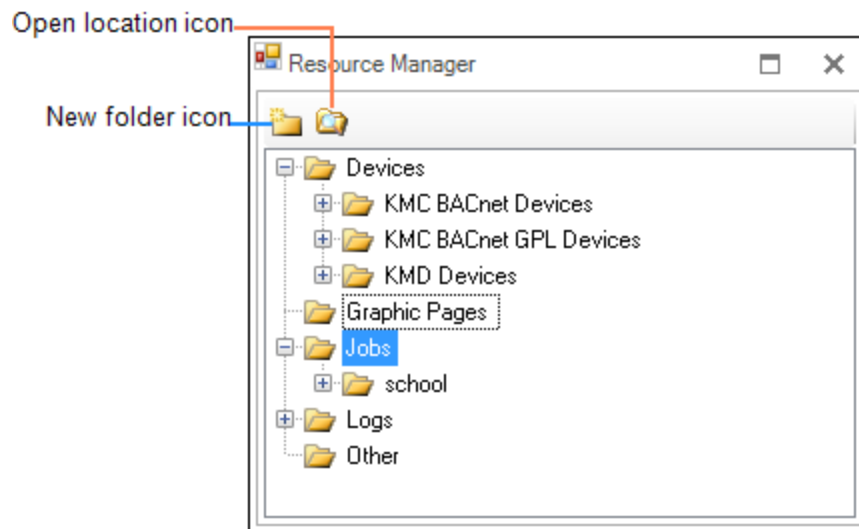 Open location icon
Resource Manager
New folder icon
Devices
KMC BACnet Devices
KMC BACnet GPL Devices
KMD Devices
Graphic Pages
Jobs
school
Logs
Other